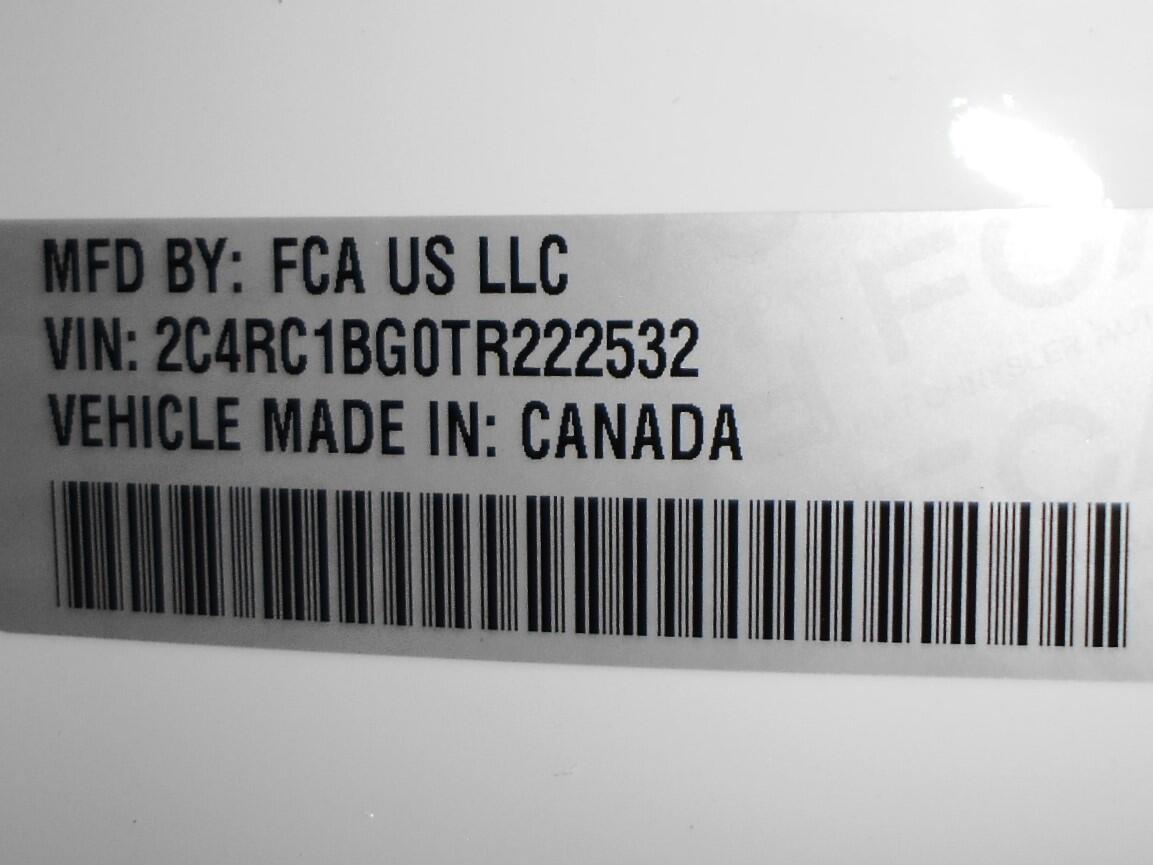 MFD BY: FCA US LLC
VIN: 2C4RC1BG0TR222532
VEHICLE MADE IN: CANADA